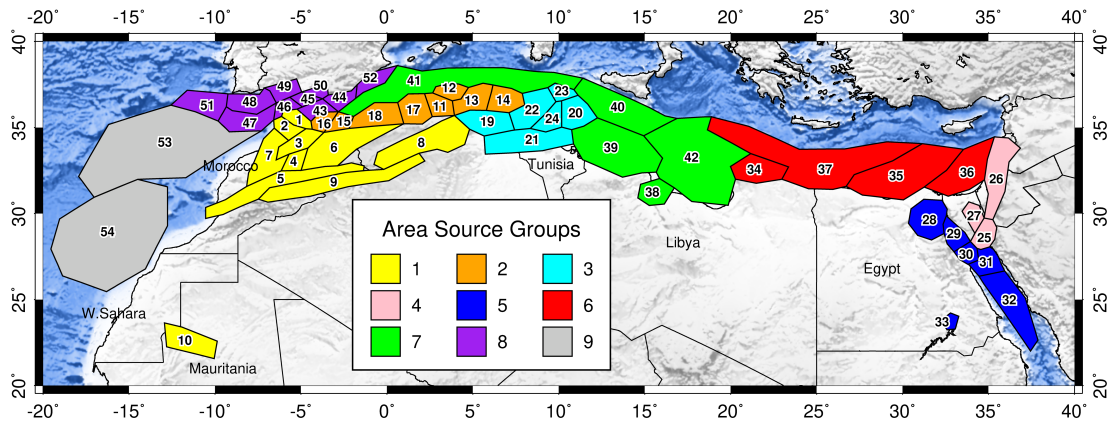 -20˚ -15˚ -10˚ -5˚ 0˚ 5˚ 10˚ 15˚ 20˚ 25˚ 30˚ 35˚ 40˚
40˚ 40˚
52
49 50 41 12 23
51 48 45 44 13 14 40
46 43 17 11 22 20
47 1 16 15 18 24
35˚ 2 19 35˚
53 3 6 8 21 39 42
Morocco 7 4 Tunisia 34 37 35 36 26
5 9 38
30˚ 28 27 30˚
54 29 25
Area Source Groups Libya 30 31
1 2 3 Egypt
4 5 6 32
25˚ 25˚
W.Sahara 33
7 8 9
10
Mauritania
20˚ 20˚
-20˚ -15˚ -10˚ -5˚ 0˚ 5˚ 10˚ 15˚ 20˚ 25˚ 30˚ 35˚ 40˚